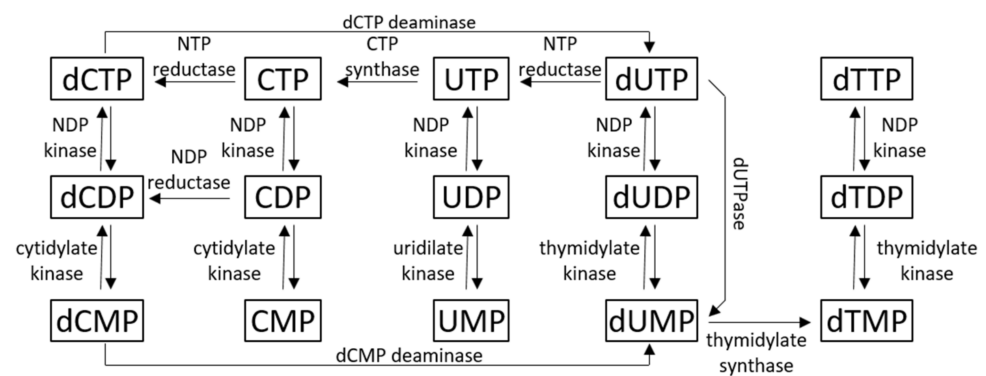 dCTP deaminase
NTP
reductase
CTP
synthase
NTP
reductase
dCTP
CTP
UTP
dUTP
dTTP
NDP
kinase
NDP
kinase
NDP
kinase
NDP
kinase
NDP
kinase
NDP
reductase
dUTPase
dCDP
CDP
UDP
dUDP
dTDP
cytidylate
kinase
cytidylate
kinase
uridilate
kinase
thymidylate
kinase
thymidylate
kinase
dCMP
CMP
UMP
dUMP
dTMP
thymidylate
synthase
dCMP deaminase